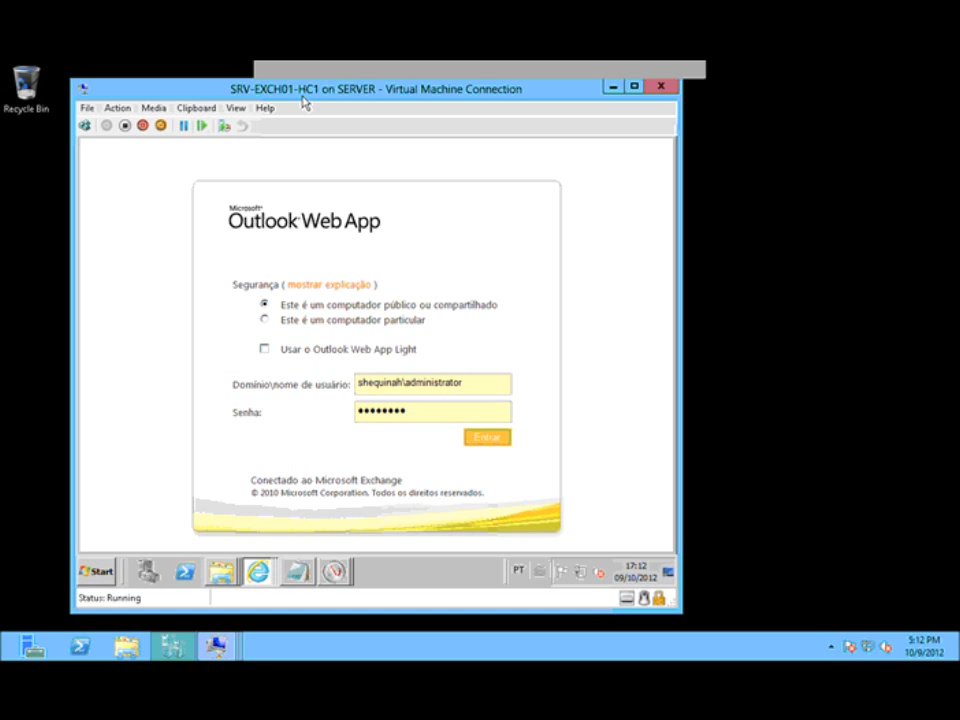 Recycle Bin
SRV-EXCH01-HC1 on SERVER - Virtual Machine Connection
File Action Media Clipboard View Help
Microsoft®
Outlook Web App
Segurança ( mostrar explicação )
Este é um computador público ou compartilhado
Este é um computador particular
Usar o Outlook Web App Light
Domínio\nome de usuário: shequinah\administrator
Senha: ••••••••
Entrar
Conectado ao Microsoft Exchange
© 2010 Microsoft Corporation. Todos os direitos reservados.
Start PT 17:12
09/10/2012
Status: Running
5:12 PM
10/9/2012